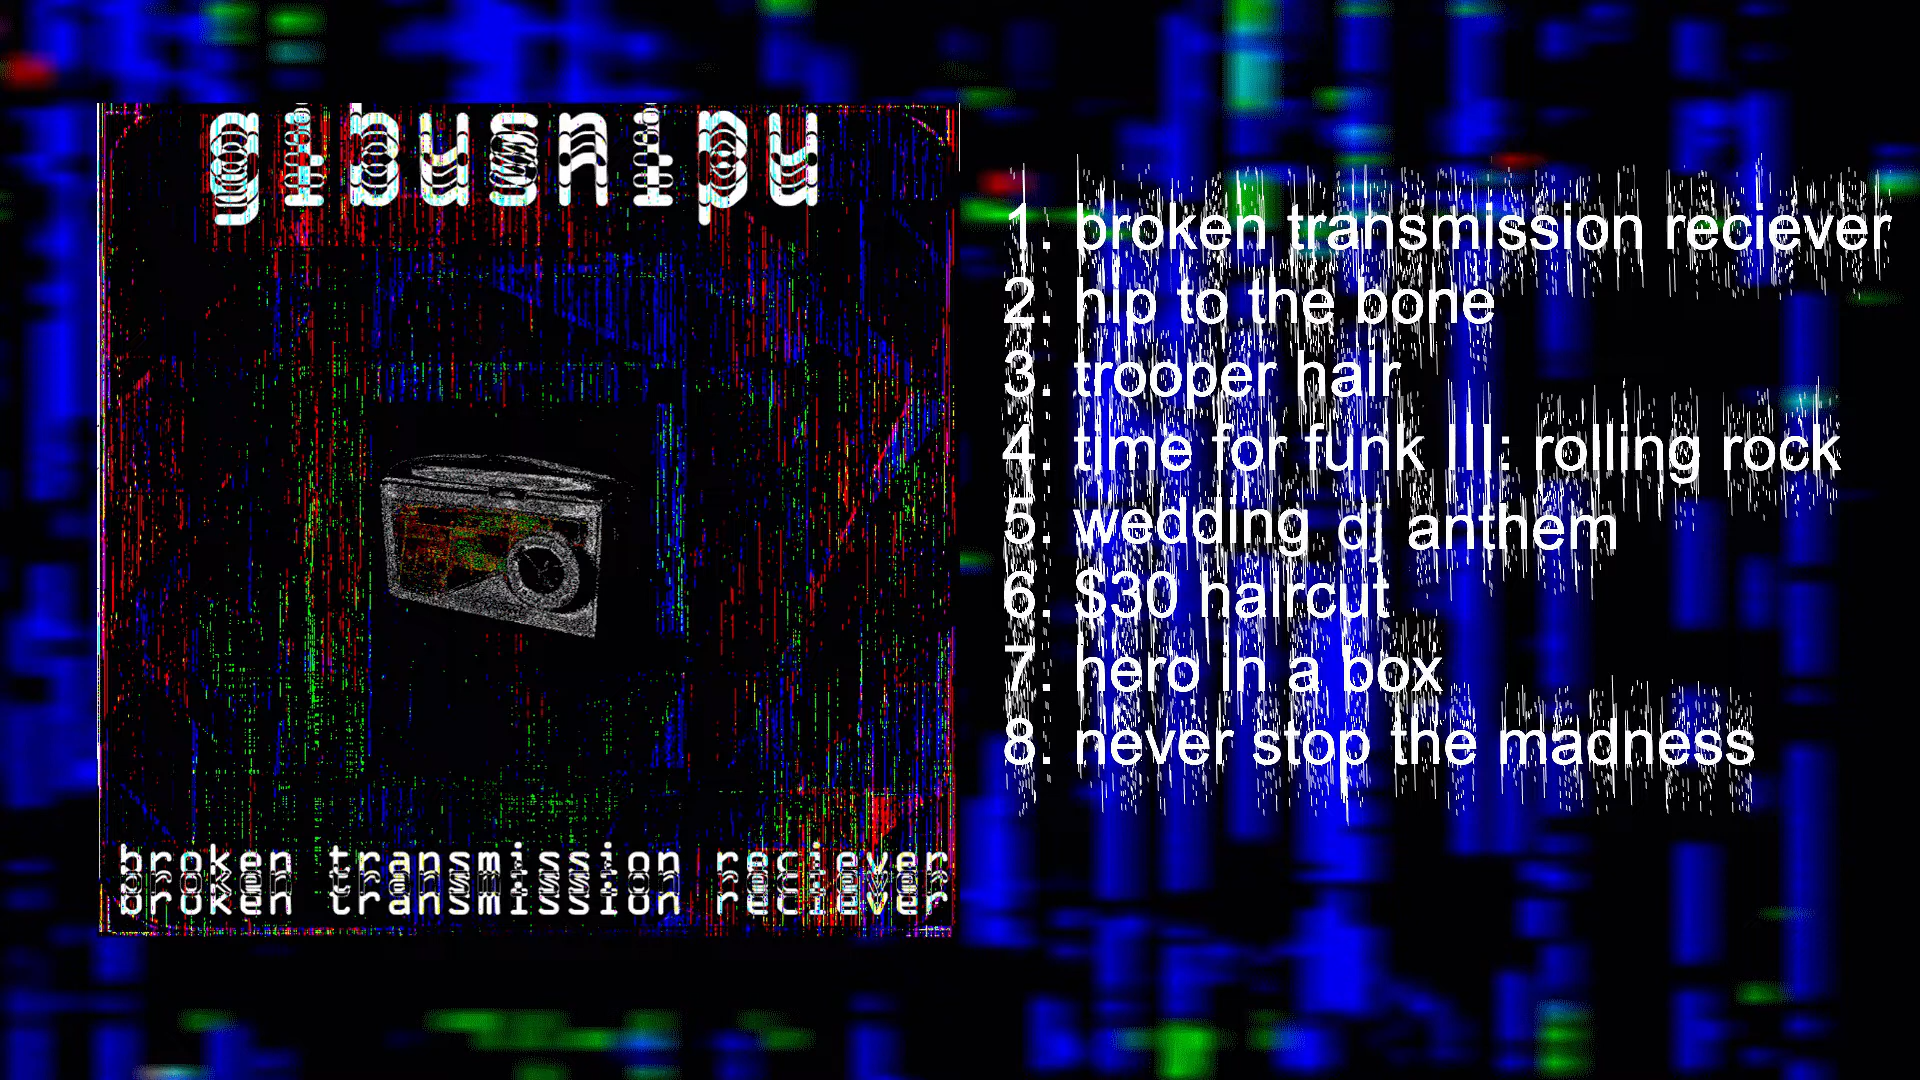 gibusnipu
broken transmission reciever
1. broken transmission reciever
2. hip to the bone
3. trooper hair
4. time for funk III: rolling rock
5. wedding dj anthem
6. $30 haircut
7. hero in a box
8. never stop the madness